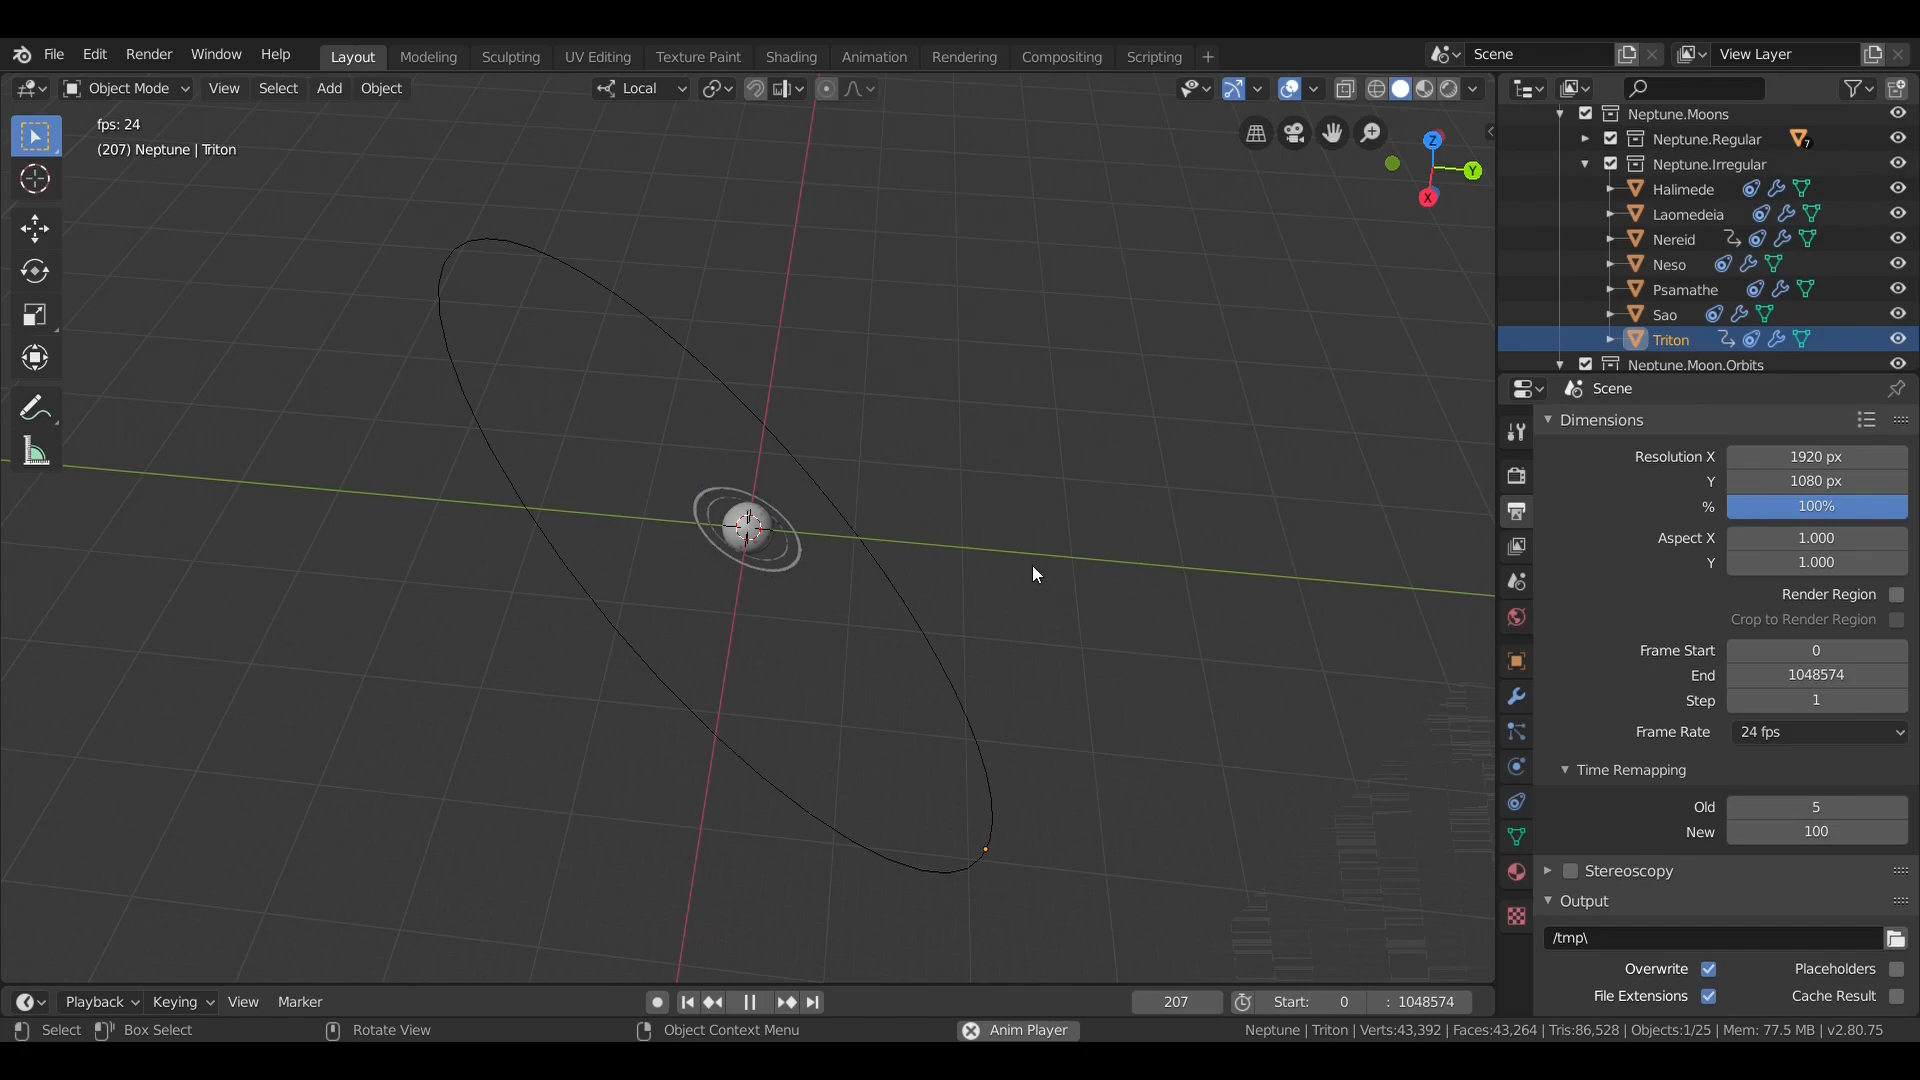 File Edit Render Window Help Layout Modeling Sculpting UV Editing Texture Paint Shading Animation Rendering Compositing Scripting + Scene View Layer
Object Mode View Select Add Object Local
fps: 24
(207) Neptune | Triton
Z
Y
X
Neptune.Moons
Neptune.Regular 7
Neptune.Irregular
Halimede
Laomedeia
Nereid
Neso
Psamathe
Sao
Triton
Neptune.Moon.Orbits
Scene
Dimensions
Resolution X 1920 px
Y 1080 px
% 100%
Aspect X 1.000
Y 1.000
Render Region
Crop to Render Region
Frame Start 0
End 1048574
Step 1
Frame Rate 24 fps
Time Remapping
Old 5
New 100
Stereoscopy
Output
/tmp\
Overwrite Placeholders
File Extensions Cache Result
Playback Keying View Marker 207 Start: 0 : 1048574
Select Box Select Rotate View Object Context Menu Anim Player Neptune | Triton | Verts:43,392 | Faces:43,264 | Tris:86,528 | Objects:1/25 | Mem: 77.5 MB | v2.80.75